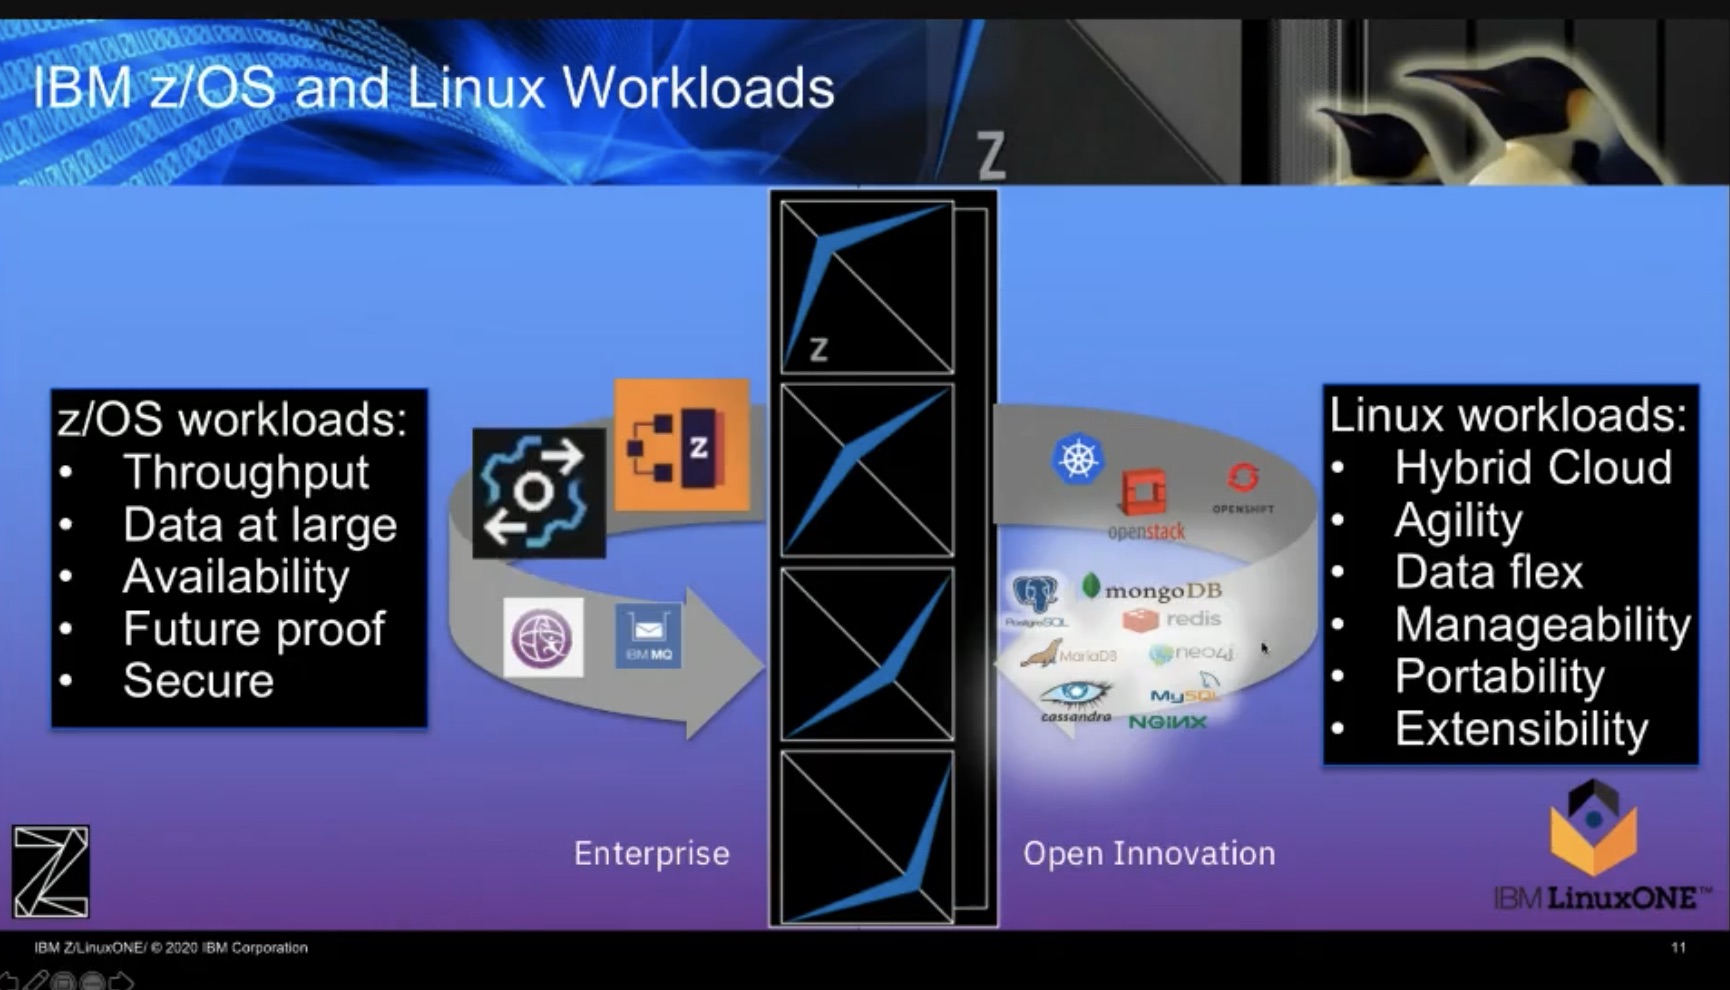 IBM z/OS and Linux Workloads
Z
Z
z/OS workloads:
• Throughput
• Data at large
• Availability
• Future proof
• Secure
Z
IBM MQ
openstack
OPENSHIFT
PostgreSQL
mongoDB
redis
MariaDB
neo4j
cassandra
MySQL
NGINX
Linux workloads:
• Hybrid Cloud
• Agility
• Data flex
• Manageability
• Portability
• Extensibility
Enterprise
Open Innovation
Z
IBM LinuxONE™
IBM Z/LinuxONE/ © 2020 IBM Corporation
11